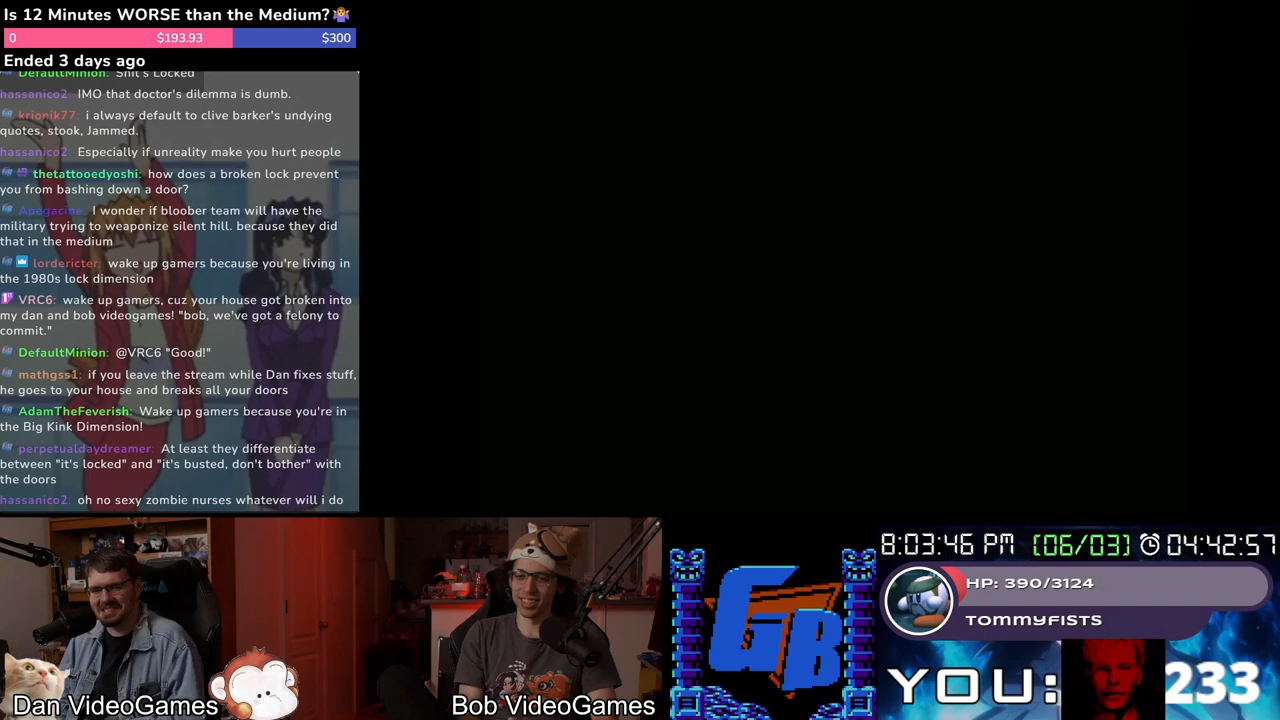 Is 12 Minutes WORSE than the Medium?🤷‍♀️
0 $193.93 $300
Ended 3 days ago
DefaultMinion: Shit's Locked
hassanico2: IMO that doctor's dilemma is dumb.
krionik77: i always default to clive barker's undying
quotes, stook, Jammed.
hassanico2: Especially if unreality make you hurt people
thetattooedyoshi: how does a broken lock prevent
you from bashing down a door?
Apegacine: I wonder if bloober team will have the
military trying to weaponize silent hill. because they did
that in the medium
lordericter: wake up gamers because you're living in
the 1980s lock dimension
VRC6: wake up gamers, cuz your house got broken into
my dan and bob videogames! "bob, we've got a felony to
commit."
DefaultMinion: @VRC6 "Good!"
mathgss1: if you leave the stream while Dan fixes stuff,
he goes to your house and breaks all your doors
AdamTheFeverish: Wake up gamers because you're in
the Big Kink Dimension!
perpetualdaydreamer: At least they differentiate
between "it's locked" and "it's busted, don't bother" with
the doors
hassanico2: oh no sexy zombie nurses whatever will i do
Dan VideoGames
Bob VideoGames
GB
8:03:46 PM [06/03] 04:42:57
HP: 390/3124
TOMMYFISTS
YOU: 233